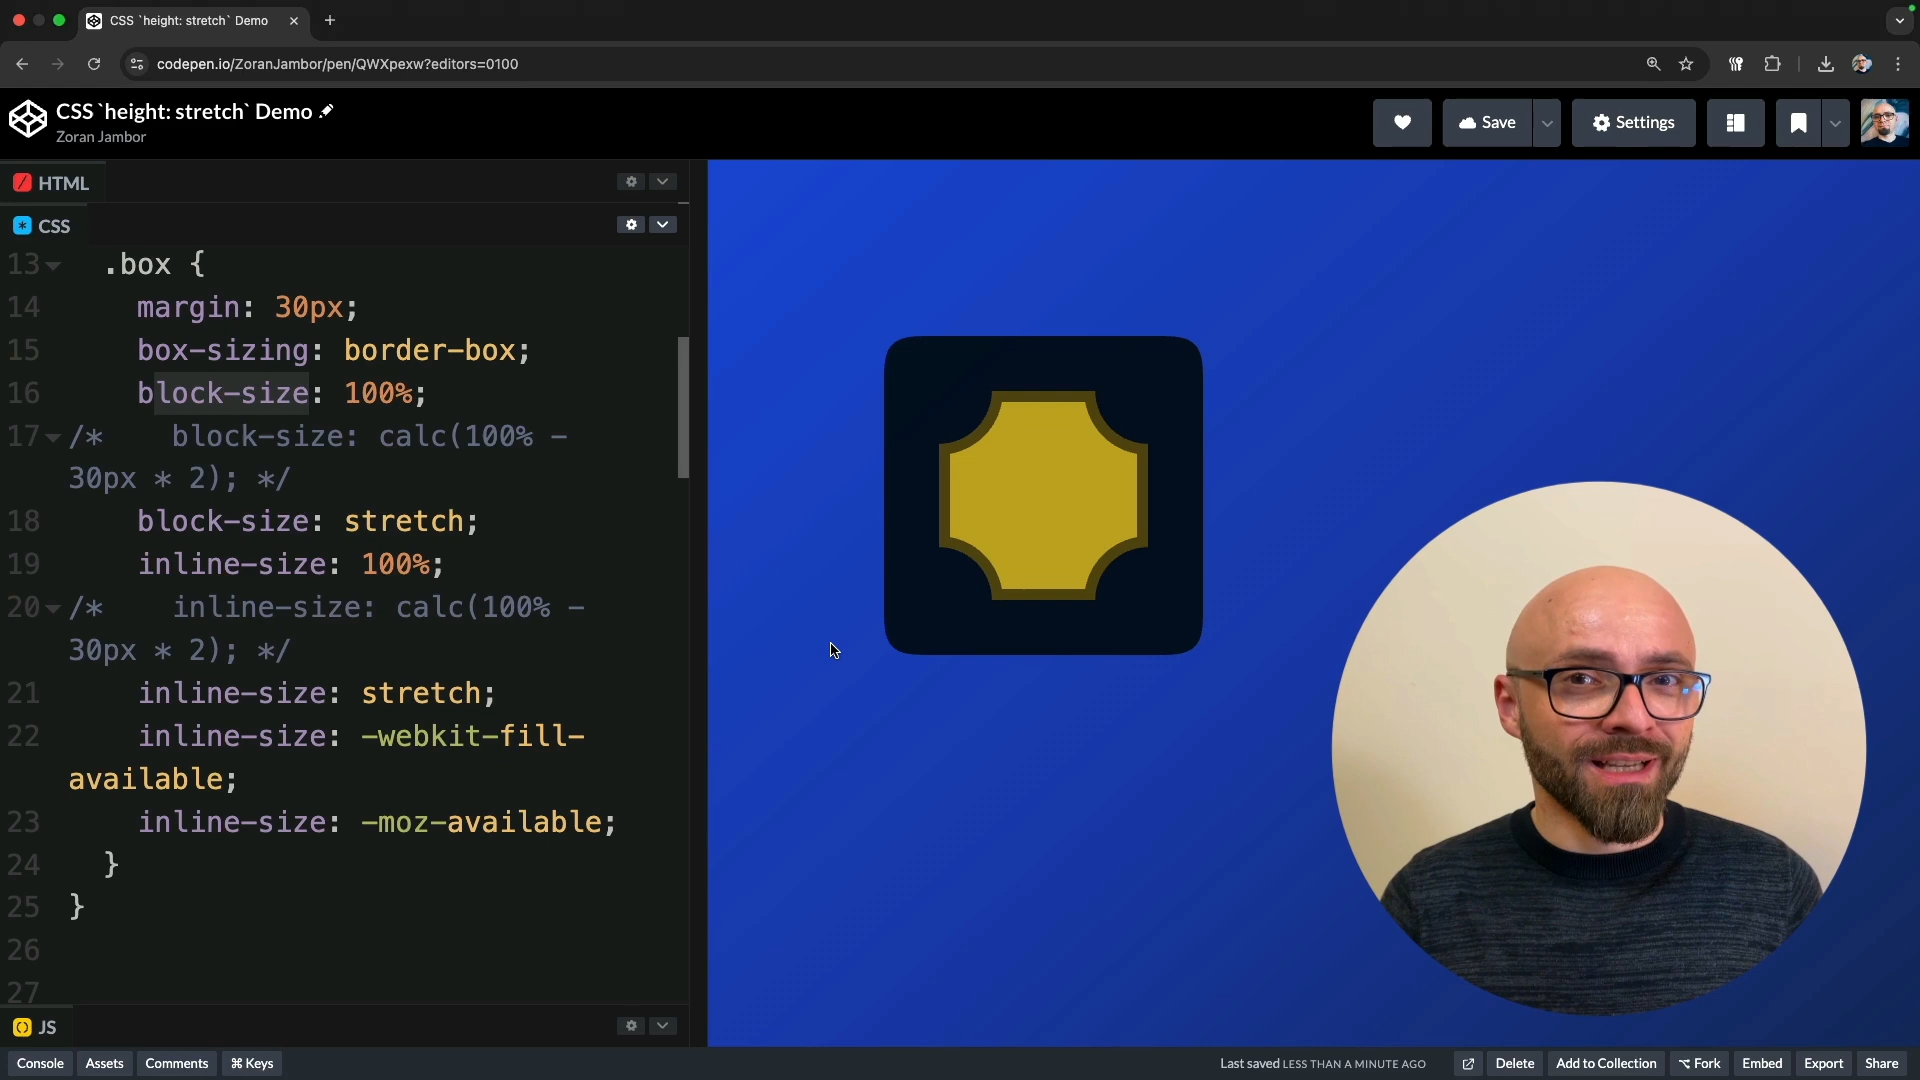 CSS `height: stretch` Demo
codepen.io/ZoranJambor/pen/QWXpexw?editors=0100
CSS `height: stretch` Demo
Zoran Jambor
Save
Settings
HTML
CSS
13 .box {
14 margin: 30px;
15 box-sizing: border-box;
16 block-size: 100%;
17 /* block-size: calc(100% -
30px * 2); */
18 block-size: stretch;
19 inline-size: 100%;
20 /* inline-size: calc(100% -
30px * 2); */
21 inline-size: stretch;
22 inline-size: -webkit-fill-
available;
23 inline-size: -moz-available;
24 }
25 }
26
27
JS
Console Assets Comments ⌘ Keys Last saved LESS THAN A MINUTE AGO Delete Add to Collection ⌥ Fork Embed Export Share